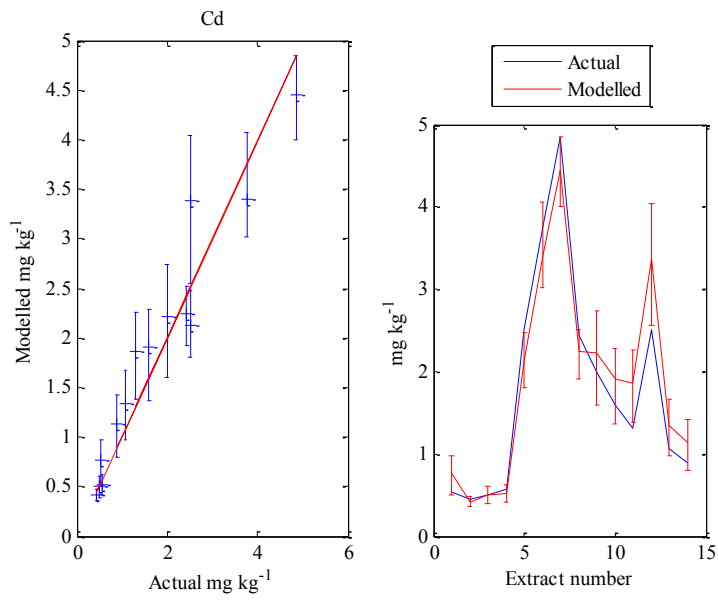 Cd
5
4.5
4
3.5
3
2.5
2
1.5
1
0.5
0
0 2 4 6
Modelled mg kg⁻¹
Actual mg kg⁻¹
Actual
Modelled
5
4
3
2
1
0
0 5 10 15
mg kg⁻¹
Extract number